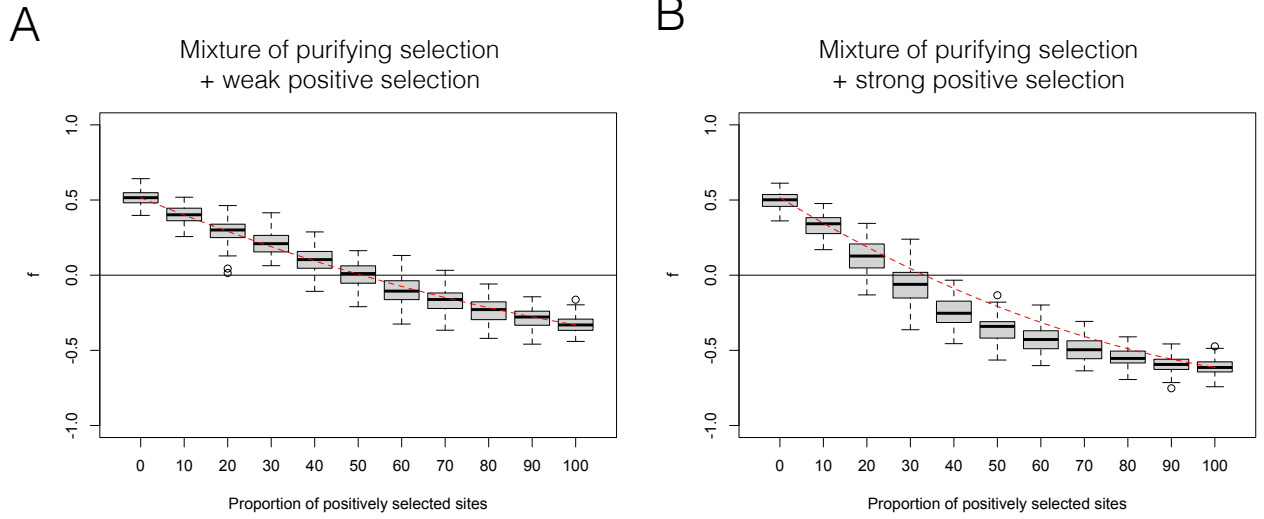 A
Mixture of purifying selection
+ weak positive selection
1.0
0.5
0.0
-0.5
-1.0
f
0 10 20 30 40 50 60 70 80 90 100
Proportion of positively selected sites
B
Mixture of purifying selection
+ strong positive selection
1.0
0.5
0.0
-0.5
-1.0
f
0 10 20 30 40 50 60 70 80 90 100
Proportion of positively selected sites